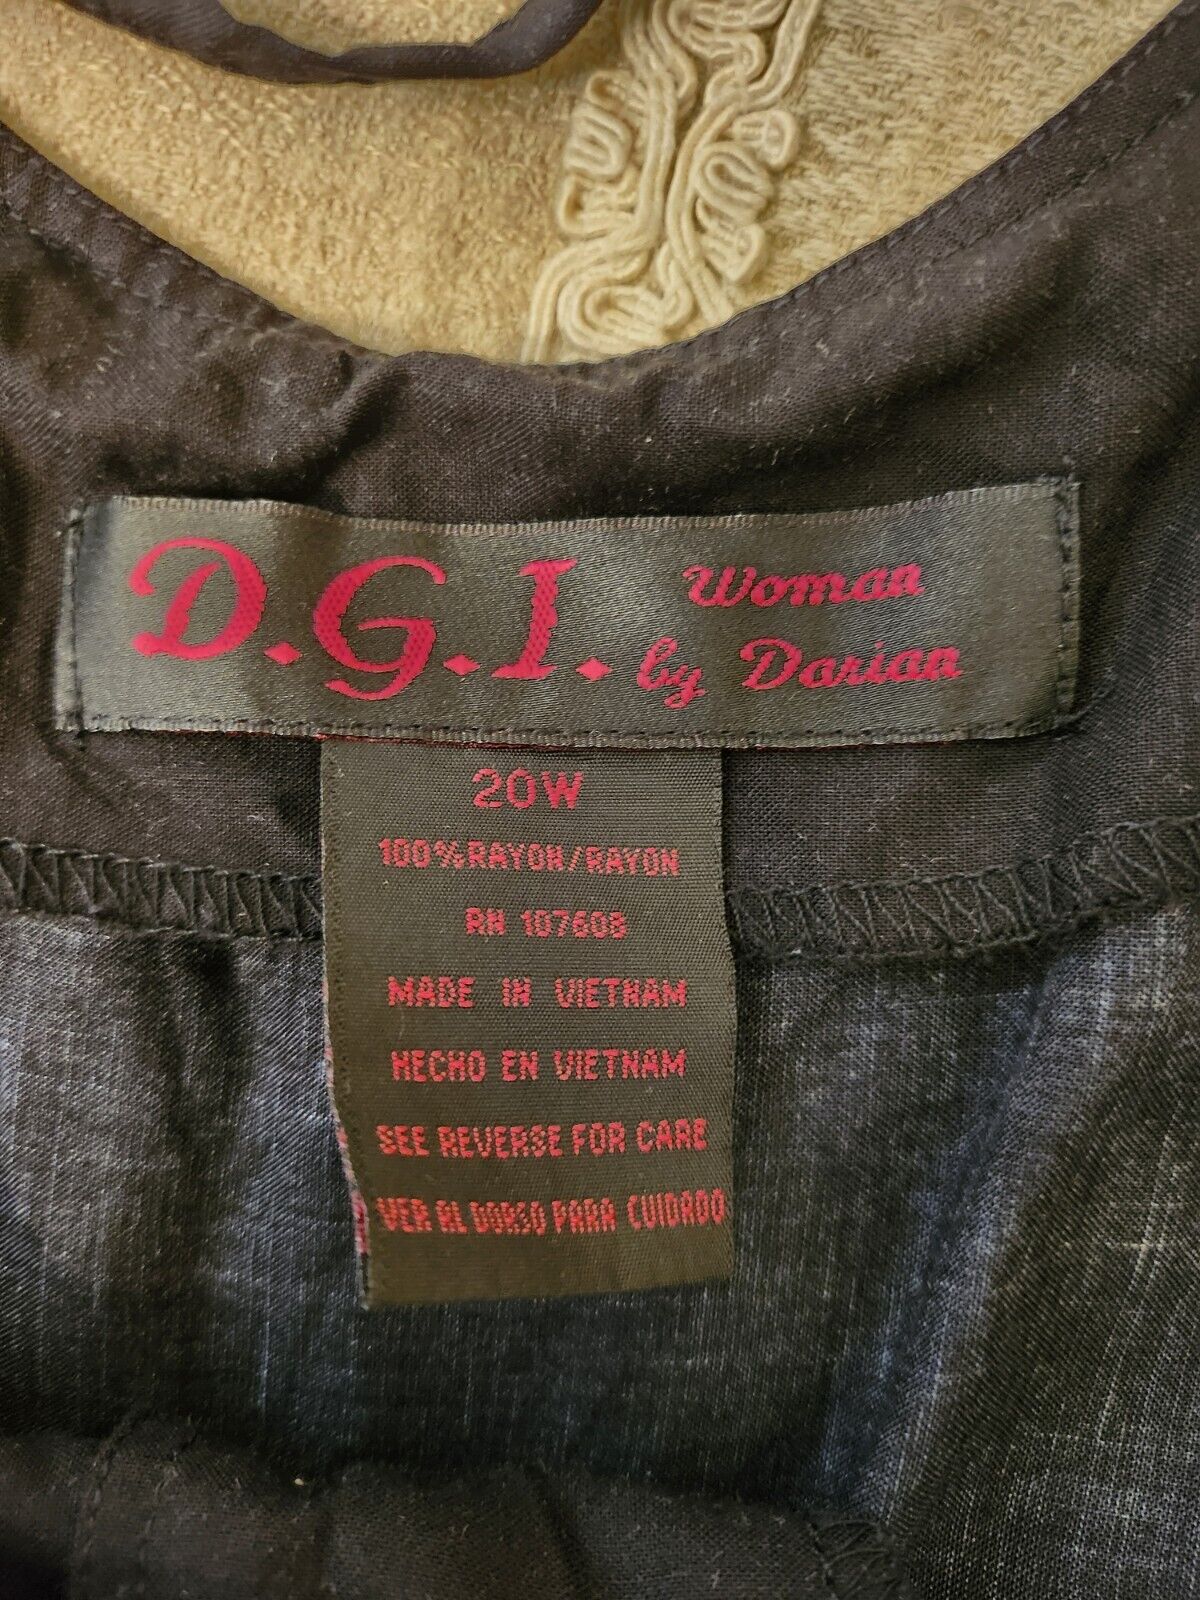 D.G.I. Woman
by Darian
20W
100%RAYON/RAYON
RN 107608
MADE IN VIETNAM
HECHO EN VIETNAM
SEE REVERSE FOR CARE
VER AL DORSO PARA CUIDADO